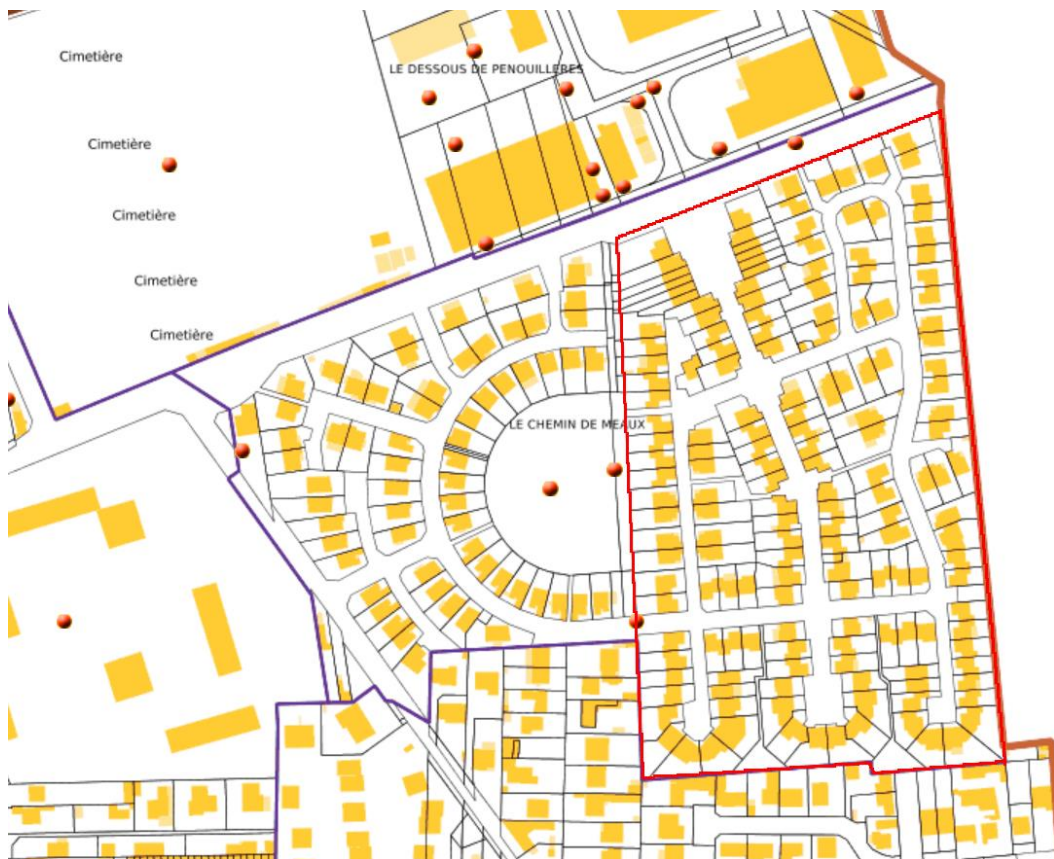 Cimetière
LE DESSOUS DE PENOUILLERES
Cimetière
Cimetière
Cimetière
Cimetière
LE CHEMIN DE MEAUX